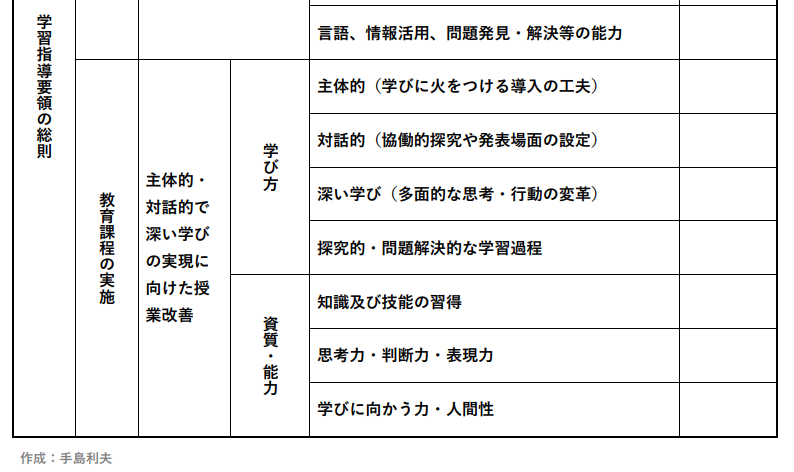 学習指導要領の総則
言語、情報活用、問題発見・解決等の能力
教育課程の実施
主体的・
対話的で
深い学び
の実現に
向けた授
業改善
学び方
主体的（学びに火をつける導入の工夫）
対話的（協働的探究や発表場面の設定）
深い学び（多面的な思考・行動の変革）
探究的・問題解決的な学習過程
資質・能力
知識及び技能の習得
思考力・判断力・表現力
学びに向かう力・人間性
作成：手島利夫